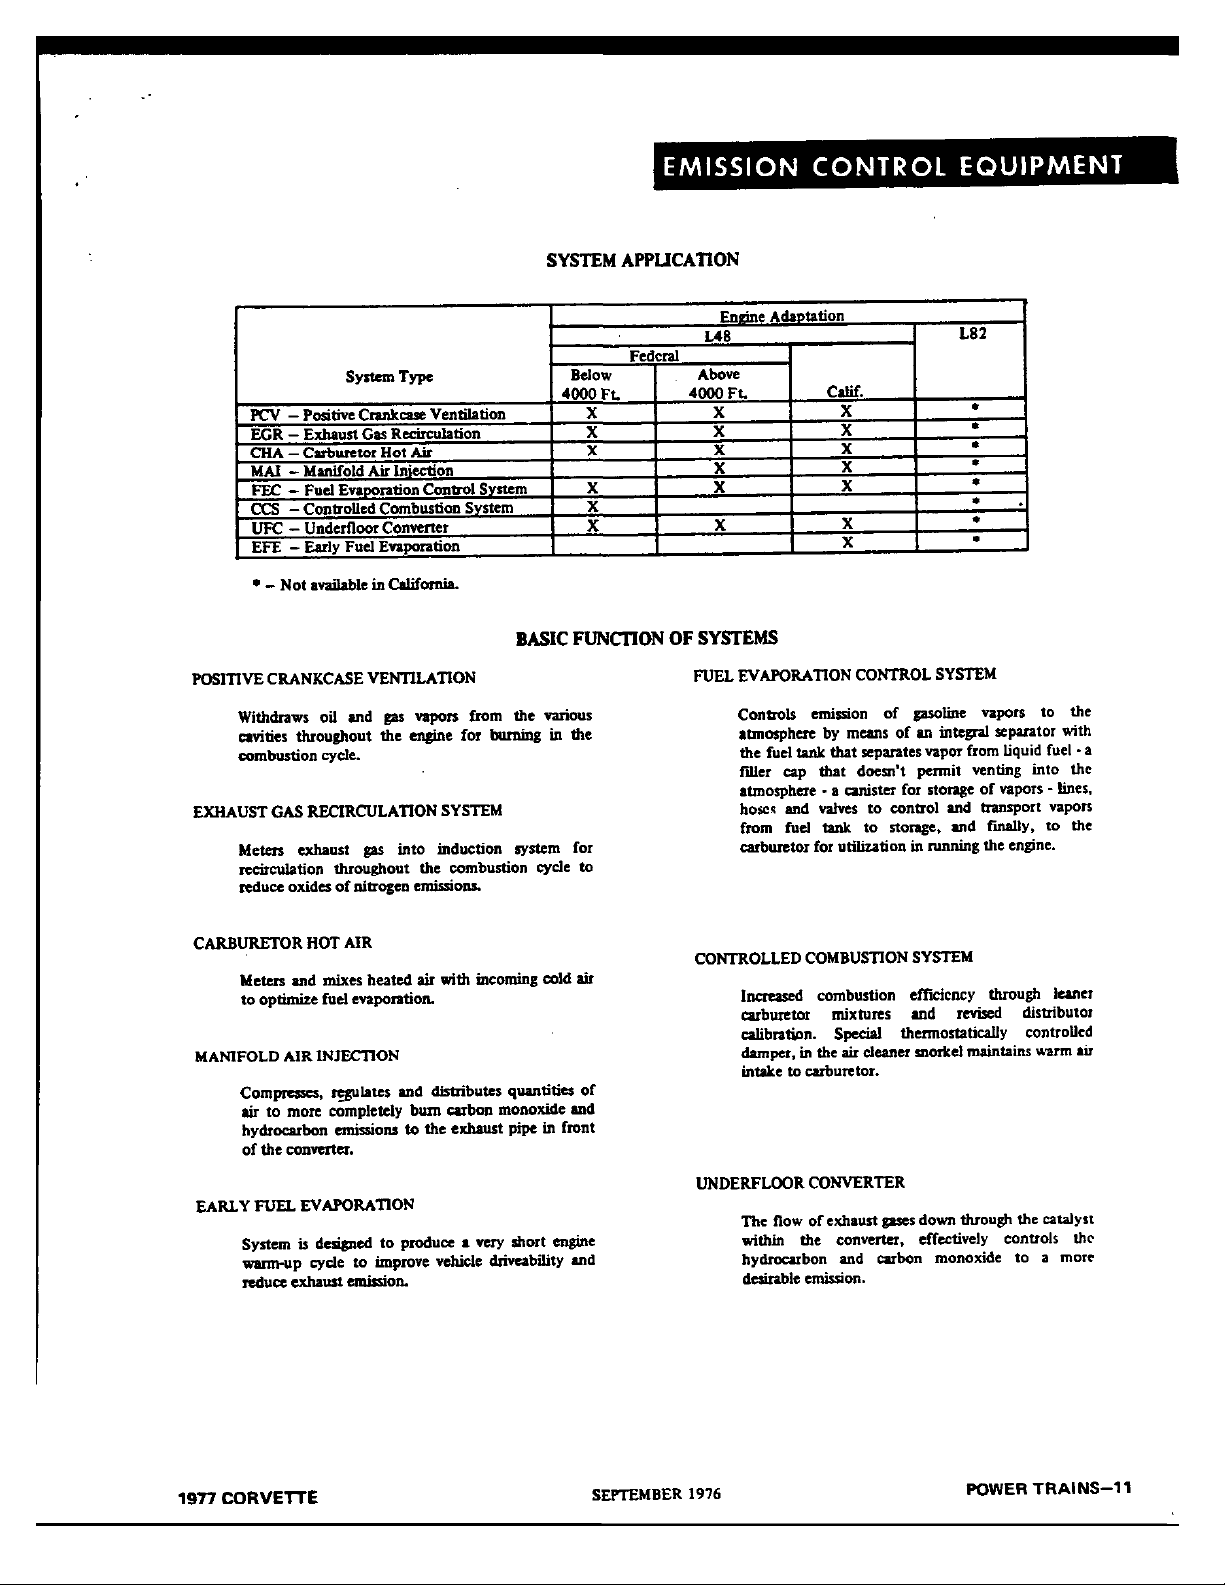 EMISSION CONTROL EQUIPMENT
SYSTEM APPLICATION
Engine Adaptation
L48 L82
Federal
System Type Below Above
4000 Ft. 4000 Ft. Calif.
PCV – Positive Crankcase Ventilation X X X *
EGR – Exhaust Gas Recirculation X X X *
CHA – Carburetor Hot Air X X X *
MAI – Manifold Air Injection X X *
FEC – Fuel Evaporation Control System X X X *
CCS – Controlled Combustion System X *
UFC – Underfloor Converter X X X *
EFE – Early Fuel Evaporation X *
* – Not available in California.
BASIC FUNCTION OF SYSTEMS
POSITIVE CRANKCASE VENTILATION
Withdraws oil and gas vapors from the various
cavities throughout the engine for burning in the
combustion cycle.
EXHAUST GAS RECIRCULATION SYSTEM
Meters exhaust gas into induction system for
recirculation throughout the combustion cycle to
reduce oxides of nitrogen emissions.
CARBURETOR HOT AIR
Meters and mixes heated air with incoming cold air
to optimize fuel evaporation.
MANIFOLD AIR INJECTION
Compresses, regulates and distributes quantities of
air to more completely burn carbon monoxide and
hydrocarbon emissions to the exhaust pipe in front
of the converter.
EARLY FUEL EVAPORATION
System is designed to produce a very short engine
warm-up cycle to improve vehicle driveability and
reduce exhaust emission.
FUEL EVAPORATION CONTROL SYSTEM
Controls emission of gasoline vapors to the
atmosphere by means of an integral separator with
the fuel tank that separates vapor from liquid fuel - a
filler cap that doesn't permit venting into the
atmosphere - a canister for storage of vapors - lines,
hoses and valves to control and transport vapors
from fuel tank to storage, and finally, to the
carburetor for utilization in running the engine.
CONTROLLED COMBUSTION SYSTEM
Increased combustion efficiency through leaner
carburetor mixtures and revised distributor
calibration. Special thermostatically controlled
damper, in the air cleaner snorkel maintains warm air
intake to carburetor.
UNDERFLOOR CONVERTER
The flow of exhaust gases down through the catalyst
within the converter, effectively controls the
hydrocarbon and carbon monoxide to a more
desirable emission.
1977 CORVETTE SEPTEMBER 1976 POWER TRAINS–11